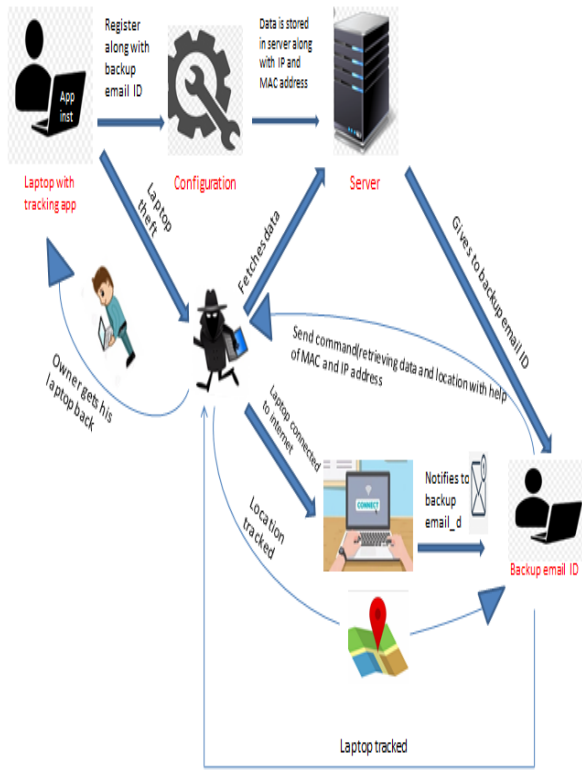 Register
along with
backup
email ID
Data is stored
in server along
with IP and
MAC address
App
inst
Laptop with
tracking app
Configuration
Server
Laptop
theft
Fetches data
Gives to backup email ID
Send command(retrieving data and location with help
of MAC and IP address
Owner gets his
laptop back
Laptop connected
to internet
Location
tracked
CONNECT
Notifies to
backup
email_d
Backup email ID
Laptop tracked